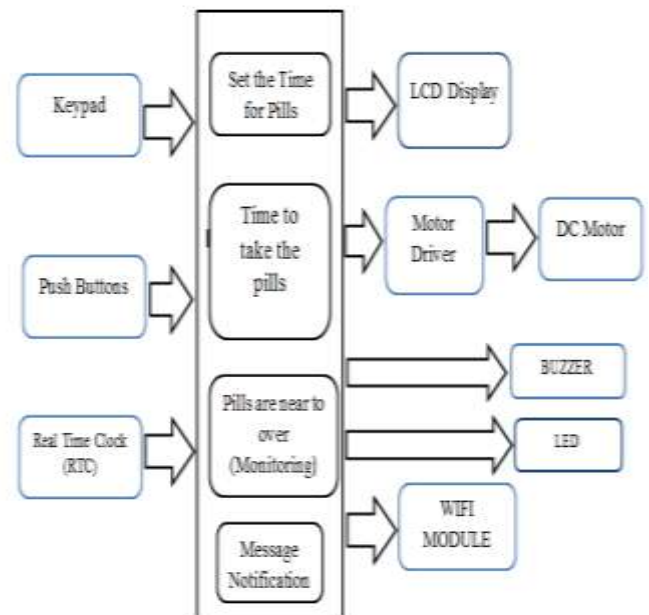 Keypad
Push Buttons
Real Time Clock
(RTC)
Set the Time
for Pills
Time to
take the
pills
Pills are near to
over
(Monitoring)
Message
Notification
LCD Display
Motor
Driver
DC Motor
BUZZER
LED
WIFI
MODULE